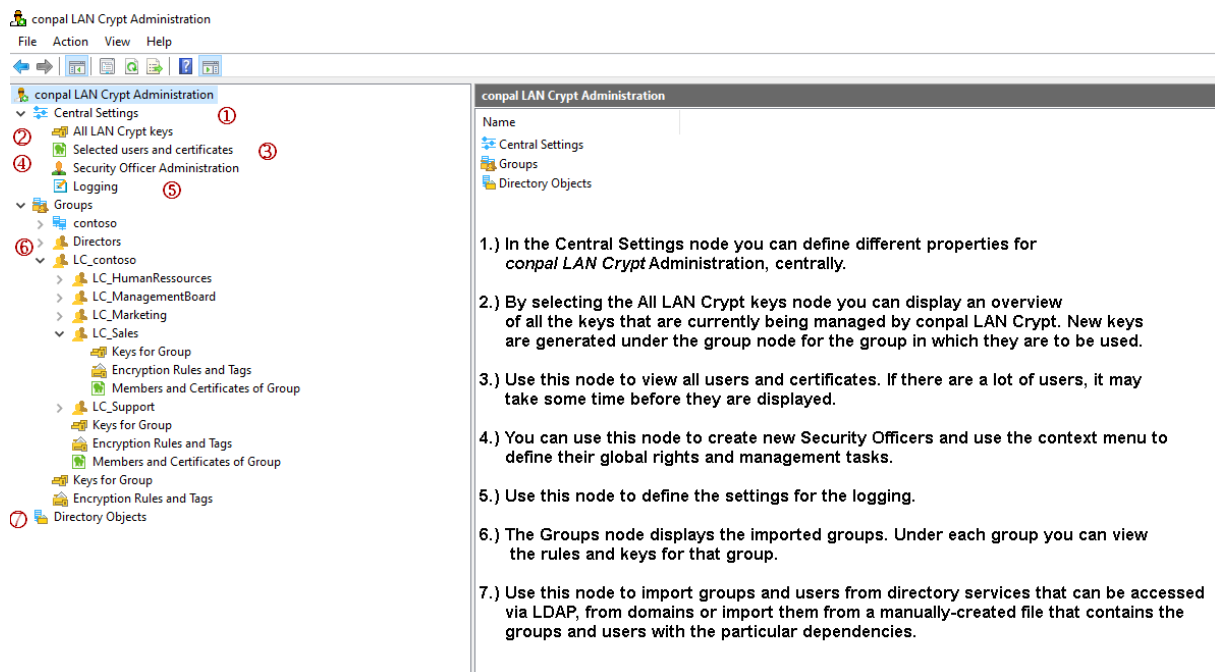 conpal LAN Crypt Administration
File Action View Help
conpal LAN Crypt Administration
Central Settings ①
② All LAN Crypt keys
Selected users and certificates ③
④ Security Officer Administration
Logging ⑤
Groups
contoso
⑥ Directors
LC_contoso
LC_HumanRessources
LC_ManagementBoard
LC_Marketing
LC_Sales
Keys for Group
Encryption Rules and Tags
Members and Certificates of Group
LC_Support
Keys for Group
Encryption Rules and Tags
Members and Certificates of Group
Keys for Group
Encryption Rules and Tags
⑦ Directory Objects
conpal LAN Crypt Administration
Name
Central Settings
Groups
Directory Objects
1.) In the Central Settings node you can define different properties for
conpal LAN Crypt Administration, centrally.
2.) By selecting the All LAN Crypt keys node you can display an overview
of all the keys that are currently being managed by conpal LAN Crypt. New keys
are generated under the group node for the group in which they are to be used.
3.) Use this node to view all users and certificates. If there are a lot of users, it may
take some time before they are displayed.
4.) You can use this node to create new Security Officers and use the context menu to
define their global rights and management tasks.
5.) Use this node to define the settings for the logging.
6.) The Groups node displays the imported groups. Under each group you can view
the rules and keys for that group.
7.) Use this node to import groups and users from directory services that can be accessed
via LDAP, from domains or import them from a manually-created file that contains the
groups and users with the particular dependencies.